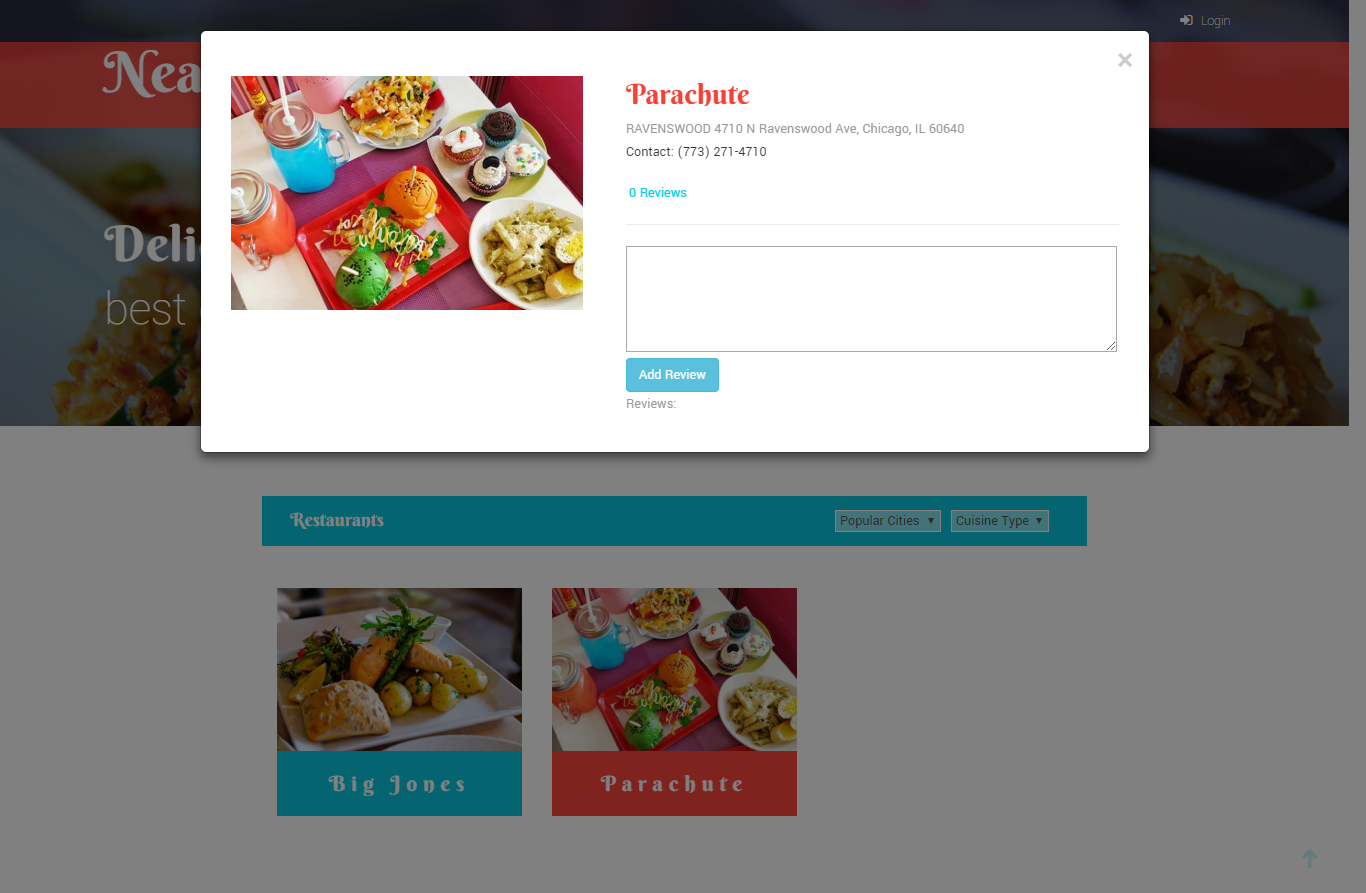 Login
×
Nea
Parachute
RAVENSWOOD 4710 N Ravenswood Ave, Chicago, IL 60640
Contact: (773) 271-4710
0 Reviews
Deli
best
Add Review
Reviews:
Restaurants
Popular Cities
Cuisine Type
Big Jones
Parachute